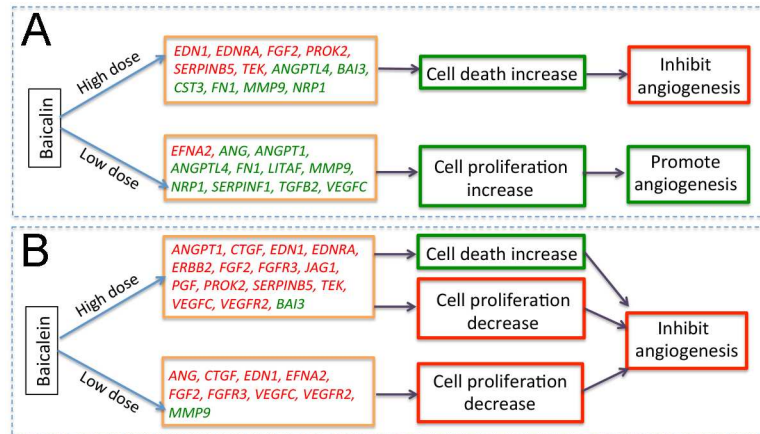 A
Baicalin
High dose
Low dose
EDN1, EDNRA, FGF2, PROK2,
SERPINB5, TEK, ANGPTL4, BAI3,
CST3, FN1, MMP9, NRP1
Cell death increase
Inhibit
angiogenesis
EFNA2, ANG, ANGPT1,
ANGPTL4, FN1, LITAF, MMP9,
NRP1, SERPINF1, TGFB2, VEGFC
Cell proliferation
increase
Promote
angiogenesis
B
Baicalein
High dose
Low dose
ANGPT1, CTGF, EDN1, EDNRA,
ERBB2, FGF2, FGFR3, JAG1,
PGF, PROK2, SERPINB5, TEK,
VEGFC, VEGFR2, BAI3
Cell death increase
Cell proliferation
decrease
Inhibit
angiogenesis
ANG, CTGF, EDN1, EFNA2,
FGF2, FGFR3, VEGFC, VEGFR2,
MMP9
Cell proliferation
decrease